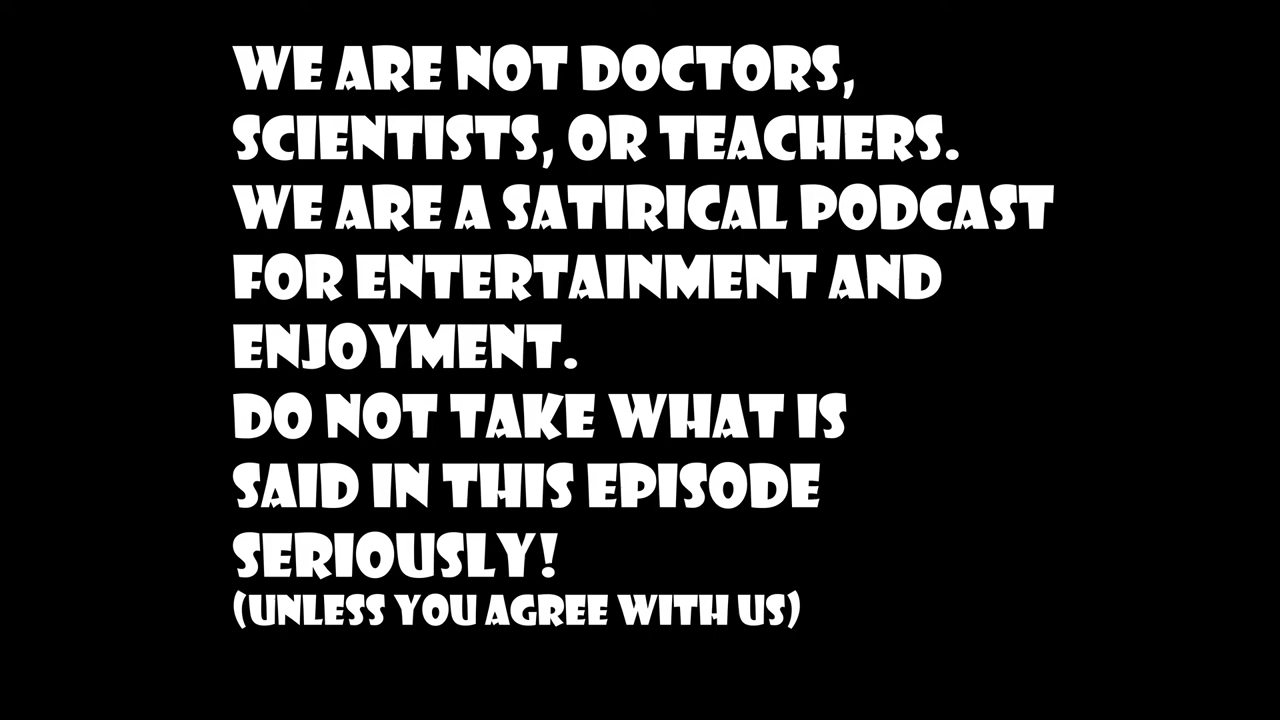 WE ARE NOT DOCTORS,
SCIENTISTS, OR TEACHERS.
WE ARE A SATIRICAL PODCAST
FOR ENTERTAINMENT AND
ENJOYMENT.
DO NOT TAKE WHAT IS
SAID IN THIS EPISODE
SERIOUSLY!
(UNLESS YOU AGREE WITH US)